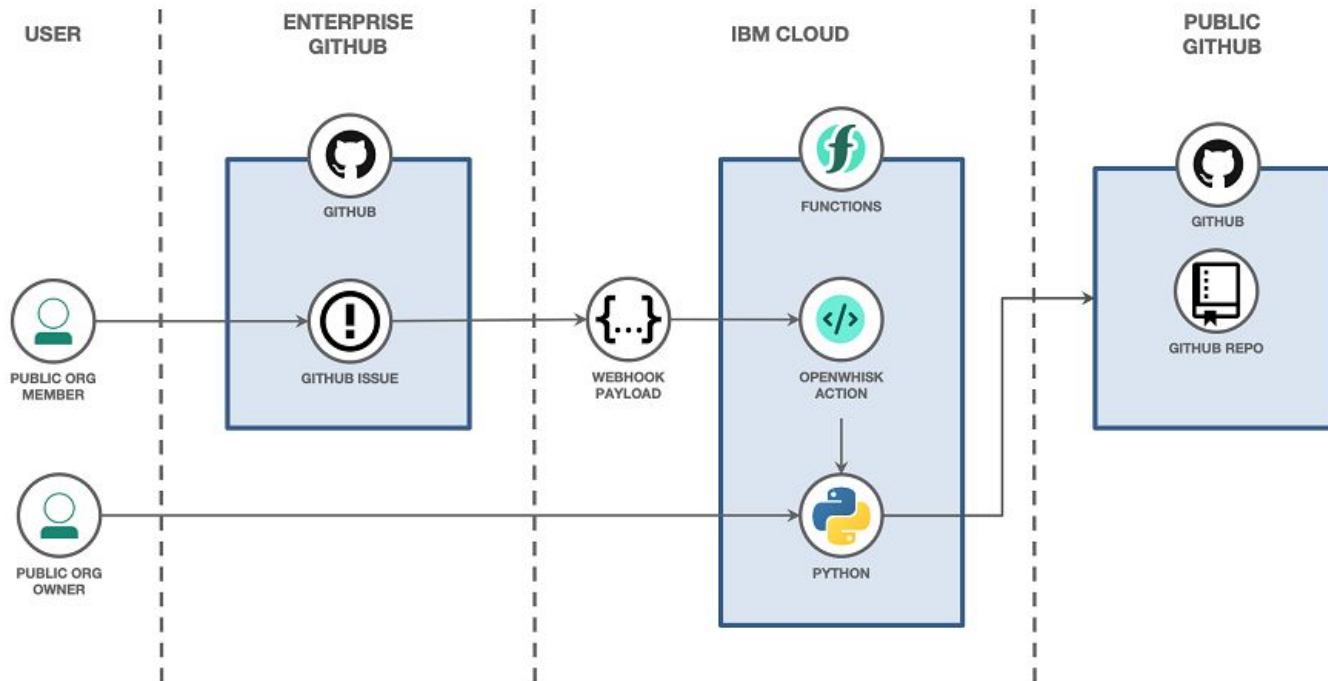 USER
ENTERPRISE
GITHUB
IBM CLOUD
PUBLIC
GITHUB
GITHUB
FUNCTIONS
GITHUB
PUBLIC ORG
MEMBER
GITHUB ISSUE
{...}
WEBHOOK
PAYLOAD
</>
OPENWHISK
ACTION
GITHUB REPO
PUBLIC ORG
OWNER
PYTHON